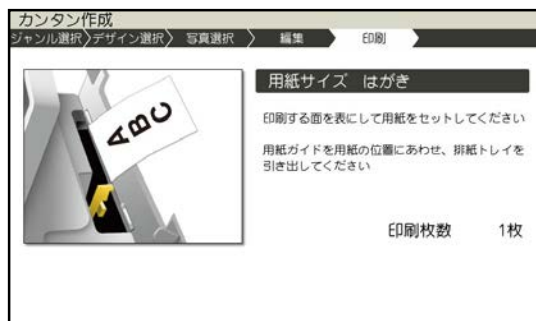 カンタン作成
ジャンル選択 デザイン選択 写真選択 編集 印刷
用紙サイズ はがき
ABC
印刷する面を表にして用紙をセットしてください
用紙ガイドを用紙の位置にあわせ、排紙トレイを
引き出してください
印刷枚数 1枚